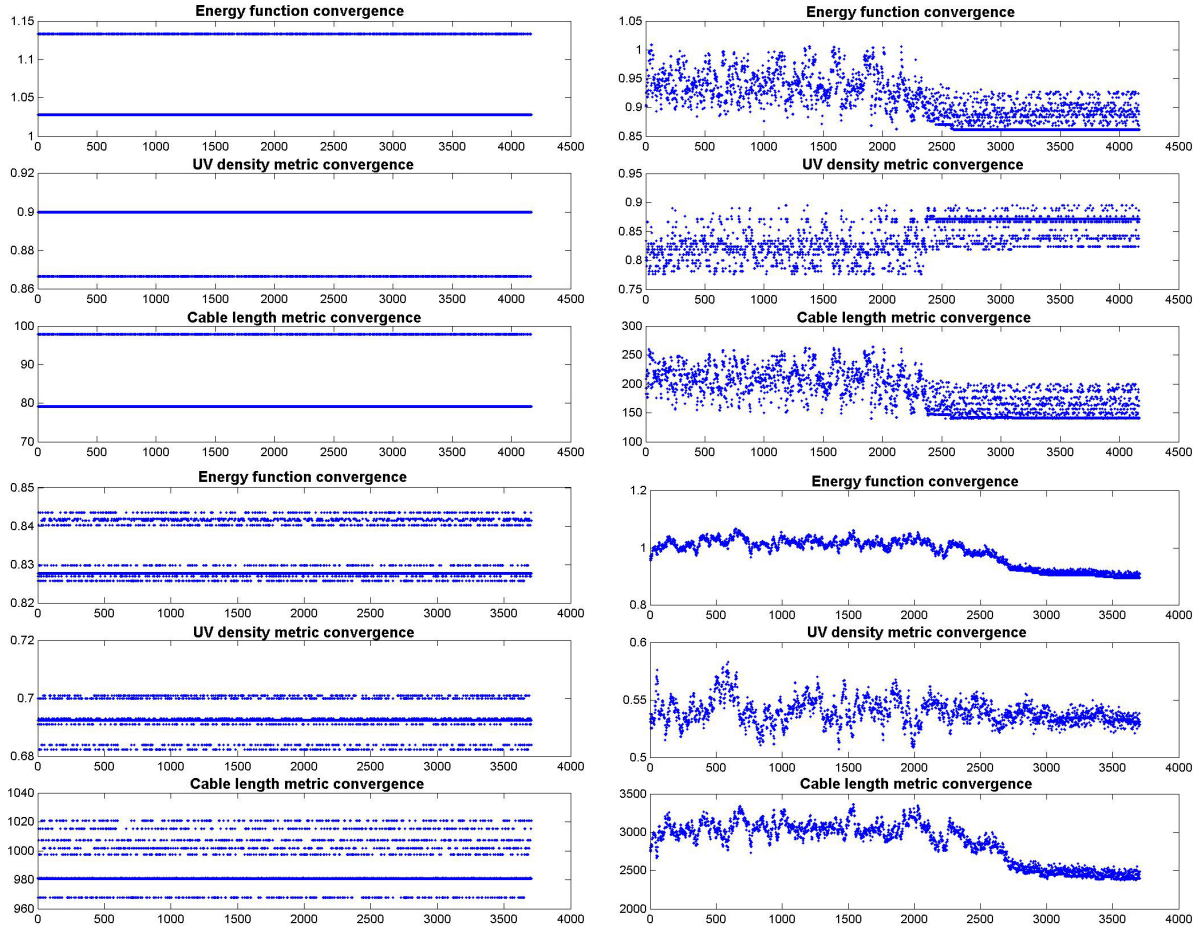 Energy function convergence
1.15
1.1
1.05
1
0 500 1000 1500 2000 2500 3000 3500 4000 4500
UV density metric convergence
0.92
0.9
0.88
0.86
0 500 1000 1500 2000 2500 3000 3500 4000 4500
Cable length metric convergence
100
90
80
70
0 500 1000 1500 2000 2500 3000 3500 4000 4500
Energy function convergence
0.85
0.84
0.83
0.82
0 500 1000 1500 2000 2500 3000 3500 4000
UV density metric convergence
0.72
0.7
0.68
0 500 1000 1500 2000 2500 3000 3500 4000
Cable length metric convergence
1040
1020
1000
980
960
0 500 1000 1500 2000 2500 3000 3500 4000
Energy function convergence
1.05
1
0.95
0.9
0.85
0 500 1000 1500 2000 2500 3000 3500 4000 4500
UV density metric convergence
0.95
0.9
0.85
0.8
0.75
0 500 1000 1500 2000 2500 3000 3500 4000 4500
Cable length metric convergence
300
250
200
150
100
0 500 1000 1500 2000 2500 3000 3500 4000 4500
Energy function convergence
1.2
1
0.8
0 500 1000 1500 2000 2500 3000 3500 4000
UV density metric convergence
0.6
0.55
0.5
0 500 1000 1500 2000 2500 3000 3500 4000
Cable length metric convergence
3500
3000
2500
2000
0 500 1000 1500 2000 2500 3000 3500 4000